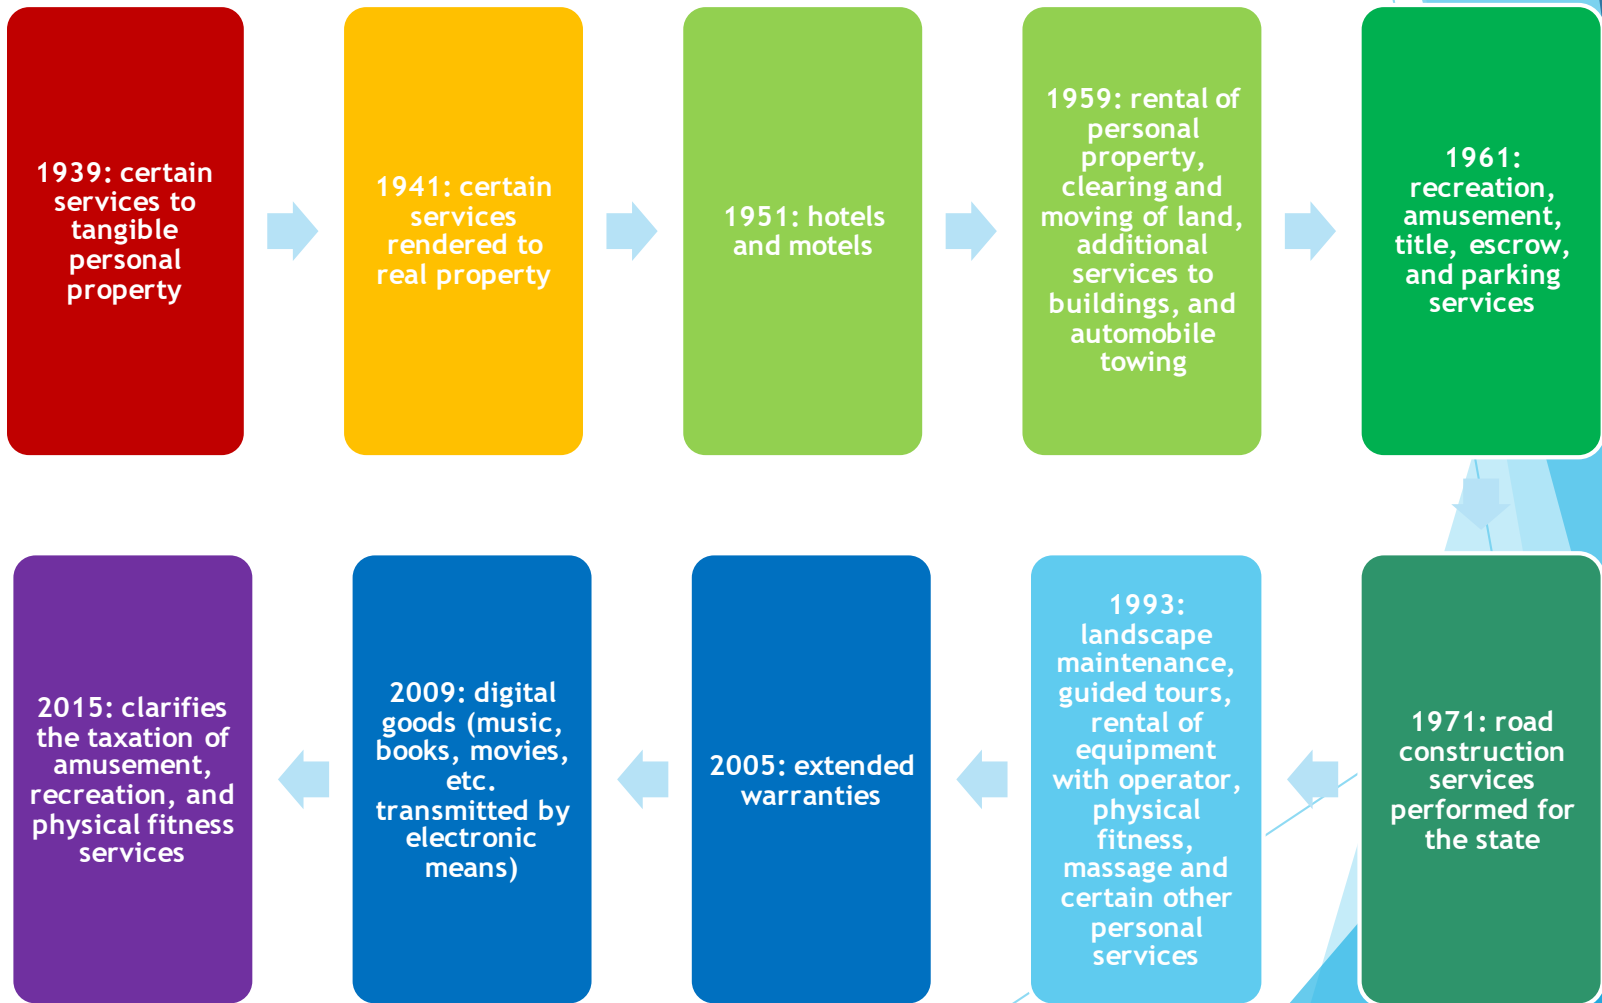 1939: certain
services to
tangible
personal
property
1941: certain
services
rendered to
real property
1951: hotels
and motels
1959: rental of
personal
property,
clearing and
moving of land,
additional
services to
buildings, and
automobile
towing
1961:
recreation,
amusement,
title, escrow,
and parking
services
1971: road
construction
services
performed for
the state
1993:
landscape
maintenance,
guided tours,
rental of
equipment
with operator,
physical
fitness,
massage and
certain other
personal
services
2005: extended
warranties
2009: digital
goods (music,
books, movies,
etc.
transmitted by
electronic
means)
2015: clarifies
the taxation of
amusement,
recreation, and
physical fitness
services